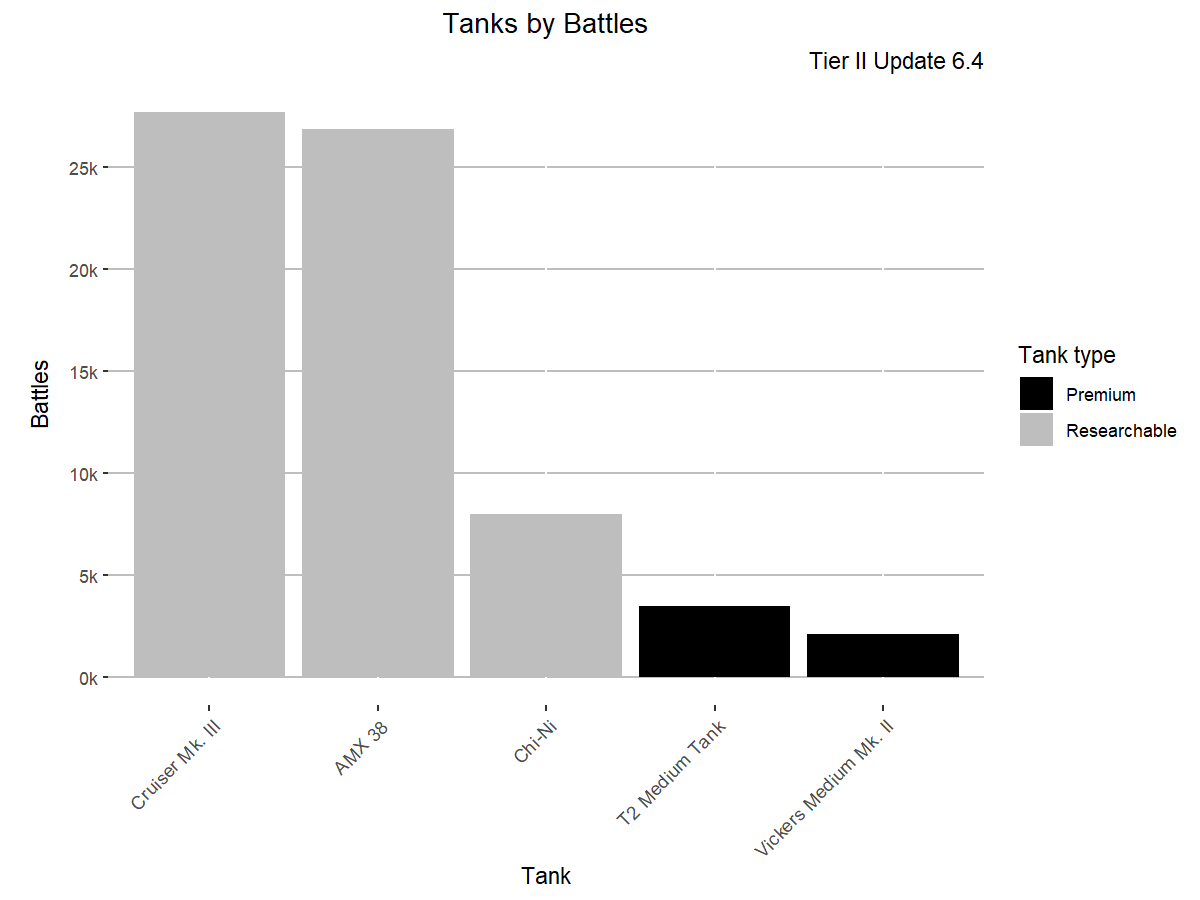 Tanks by Battles
Tier II Update 6.4
Battles
25k
20k
15k
10k
5k
0k
Cruiser Mk. III
AMX 38
Chi-Ni
T2 Medium Tank
Vickers Medium Mk. II
Tank
Tank type
Premium
Researchable